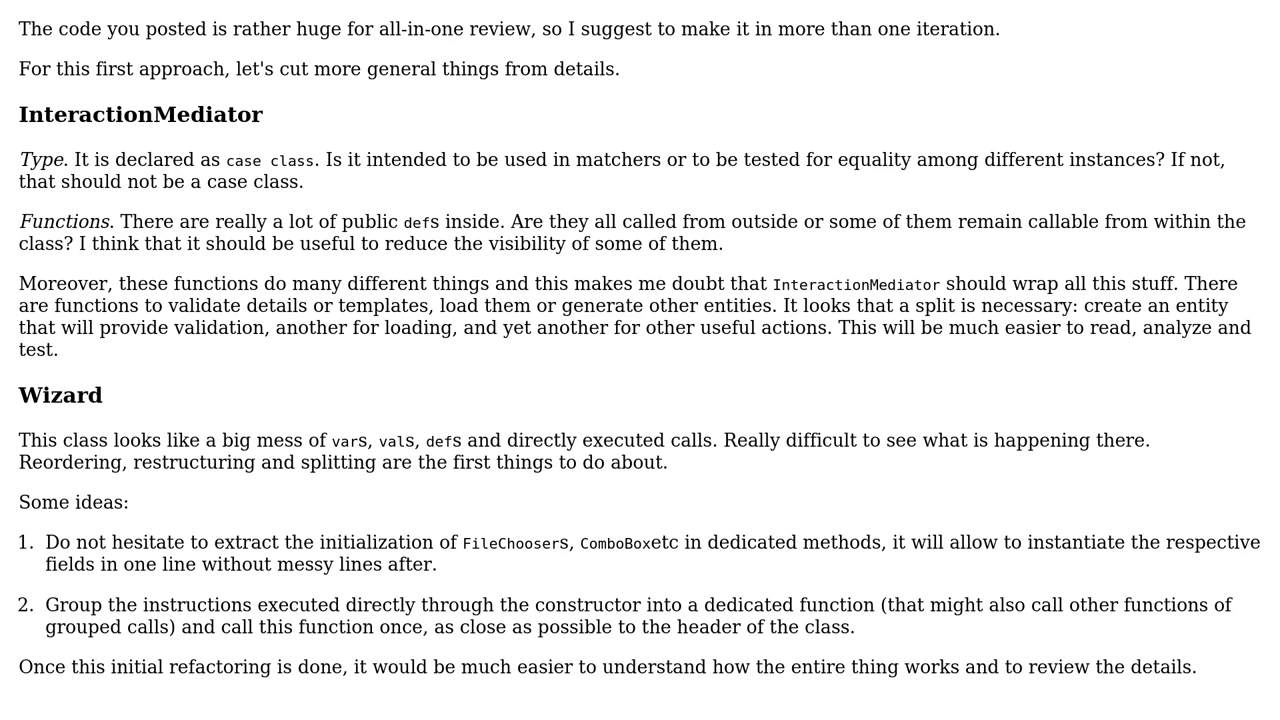 The code you posted is rather huge for all-in-one review, so I suggest to make it in more than one iteration.
For this first approach, let's cut more general things from details.
InteractionMediator
Type. It is declared as case class. Is it intended to be used in matchers or to be tested for equality among different instances? If not,
that should not be a case class.
Functions. There are really a lot of public defs inside. Are they all called from outside or some of them remain callable from within the
class? I think that it should be useful to reduce the visibility of some of them.
Moreover, these functions do many different things and this makes me doubt that InteractionMediator should wrap all this stuff. There
are functions to validate details or templates, load them or generate other entities. It looks that a split is necessary: create an entity
that will provide validation, another for loading, and yet another for other useful actions. This will be much easier to read, analyze and
test.
Wizard
This class looks like a big mess of vars, vals, defs and directly executed calls. Really difficult to see what is happening there.
Reordering, restructuring and splitting are the first things to do about.
Some ideas:
1. Do not hesitate to extract the initialization of FileChoosers, ComboBoxetc in dedicated methods, it will allow to instantiate the respective
fields in one line without messy lines after.
2. Group the instructions executed directly through the constructor into a dedicated function (that might also call other functions of
grouped calls) and call this function once, as close as possible to the header of the class.
Once this initial refactoring is done, it would be much easier to understand how the entire thing works and to review the details.